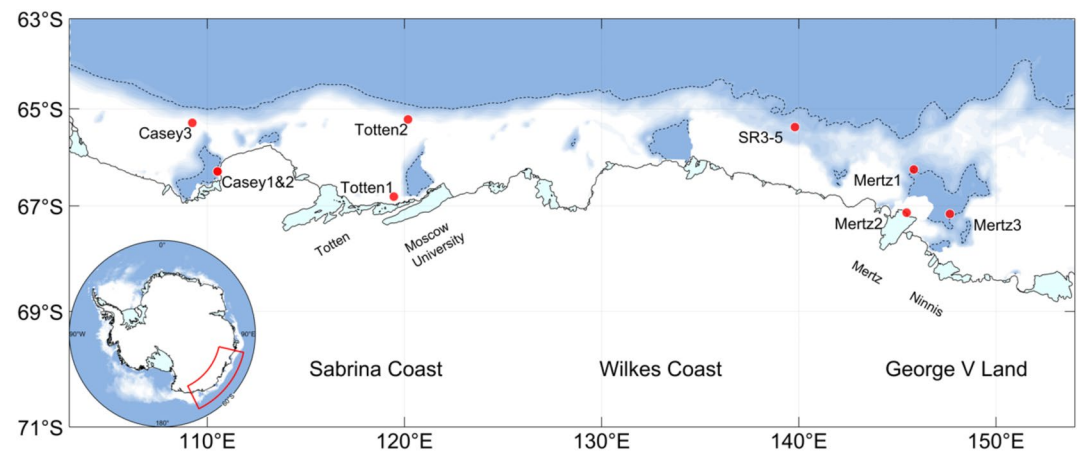 63°S
65°S
67°S
69°S
71°S
110°E
120°E
130°E
140°E
150°E
Casey3
Casey1&2
Totten2
Totten1
SR3-5
Mertz1
Mertz2
Mertz3
Totten
Moscow
University
Mertz
Ninnis
Sabrina Coast
Wilkes Coast
George V Land
0°
90°W
90°E
180°